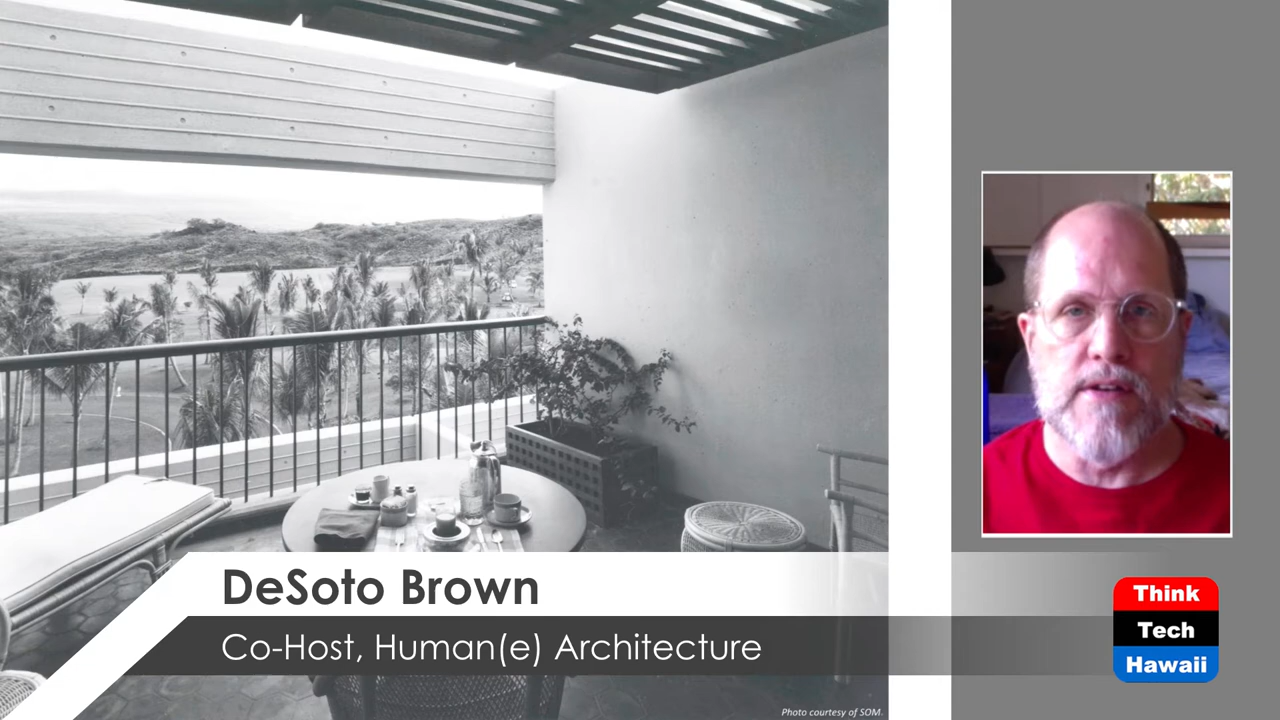 DeSoto Brown
Co-Host, Human(e) Architecture
Think
Tech
Hawaii
Photo courtesy of SOM.